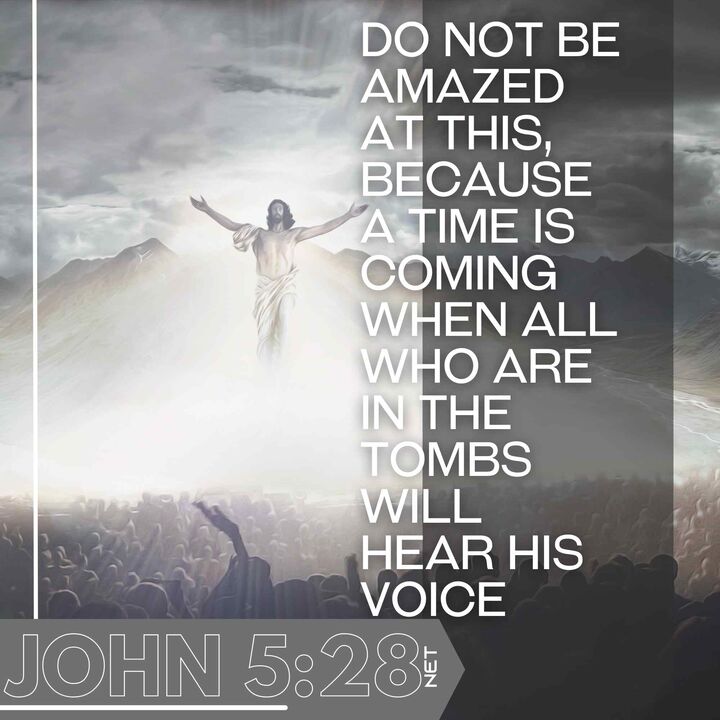 DO NOT BE
AMAZED
AT THIS,
BECAUSE
A TIME IS
COMING
WHEN ALL
WHO ARE
IN THE
TOMBS
WILL
HEAR HIS
VOICE
JOHN 5:28 NET